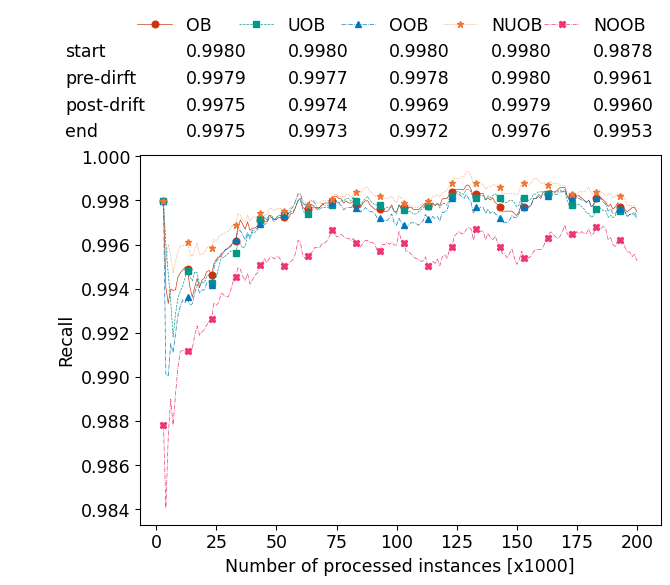 OB UOB OOB NUOB NOOB
start 0.9980 0.9980 0.9980 0.9980 0.9878
pre-dirft 0.9979 0.9977 0.9978 0.9980 0.9961
post-drift 0.9975 0.9974 0.9969 0.9979 0.9960
end 0.9975 0.9973 0.9972 0.9976 0.9953
1.000
0.998
0.996
0.994
0.992
0.990
0.988
0.986
0.984
Recall
0 25 50 75 100 125 150 175 200
Number of processed instances [x1000]